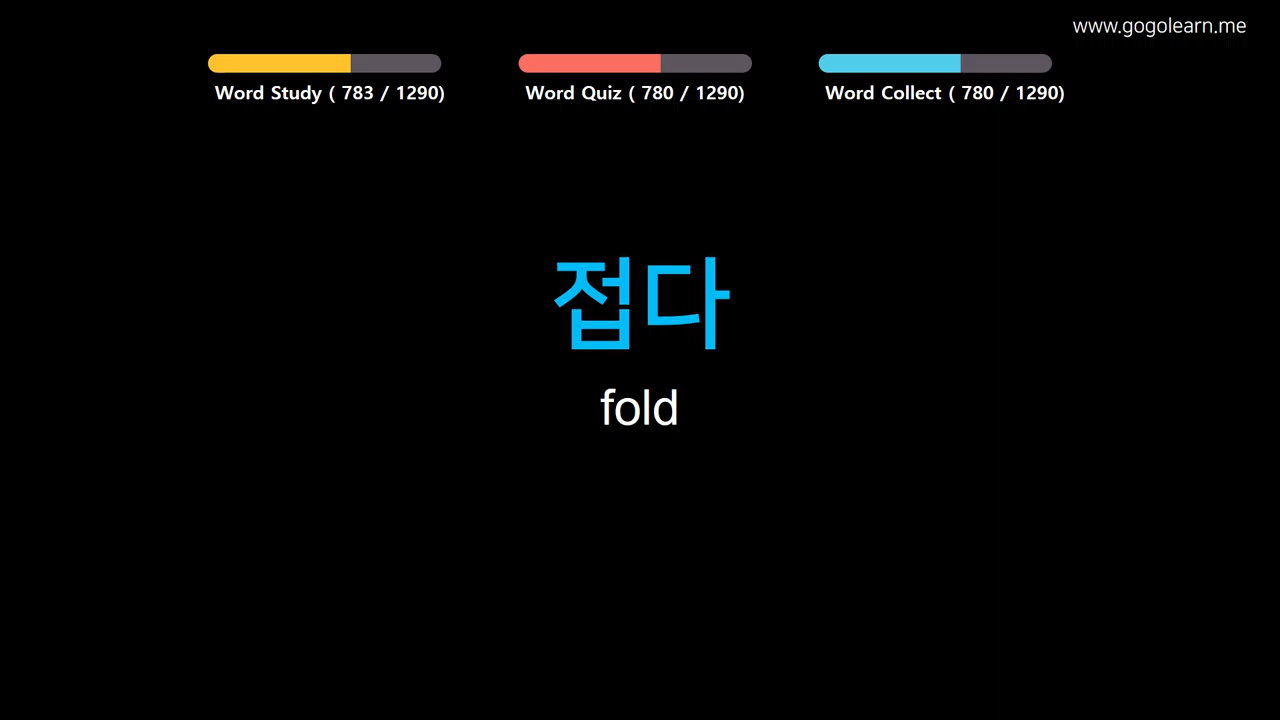 www.gogolearn.me
Word Study ( 783 / 1290)
Word Quiz ( 780 / 1290)
Word Collect ( 780 / 1290)
접다
fold